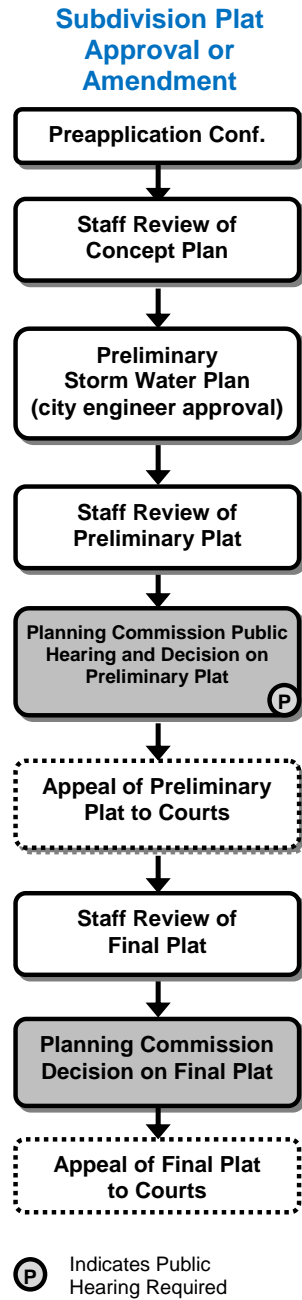 Subdivision Plat
Approval or
Amendment
Preapplication Conf.
Staff Review of
Concept Plan
Preliminary
Storm Water Plan
(city engineer approval)
Staff Review of
Preliminary Plat
Planning Commission Public
Hearing and Decision on
Preliminary Plat
P
Appeal of Preliminary
Plat to Courts
Staff Review of
Final Plat
Planning Commission
Decision on Final Plat
Appeal of Final Plat
to Courts
P
Indicates Public
Hearing Required